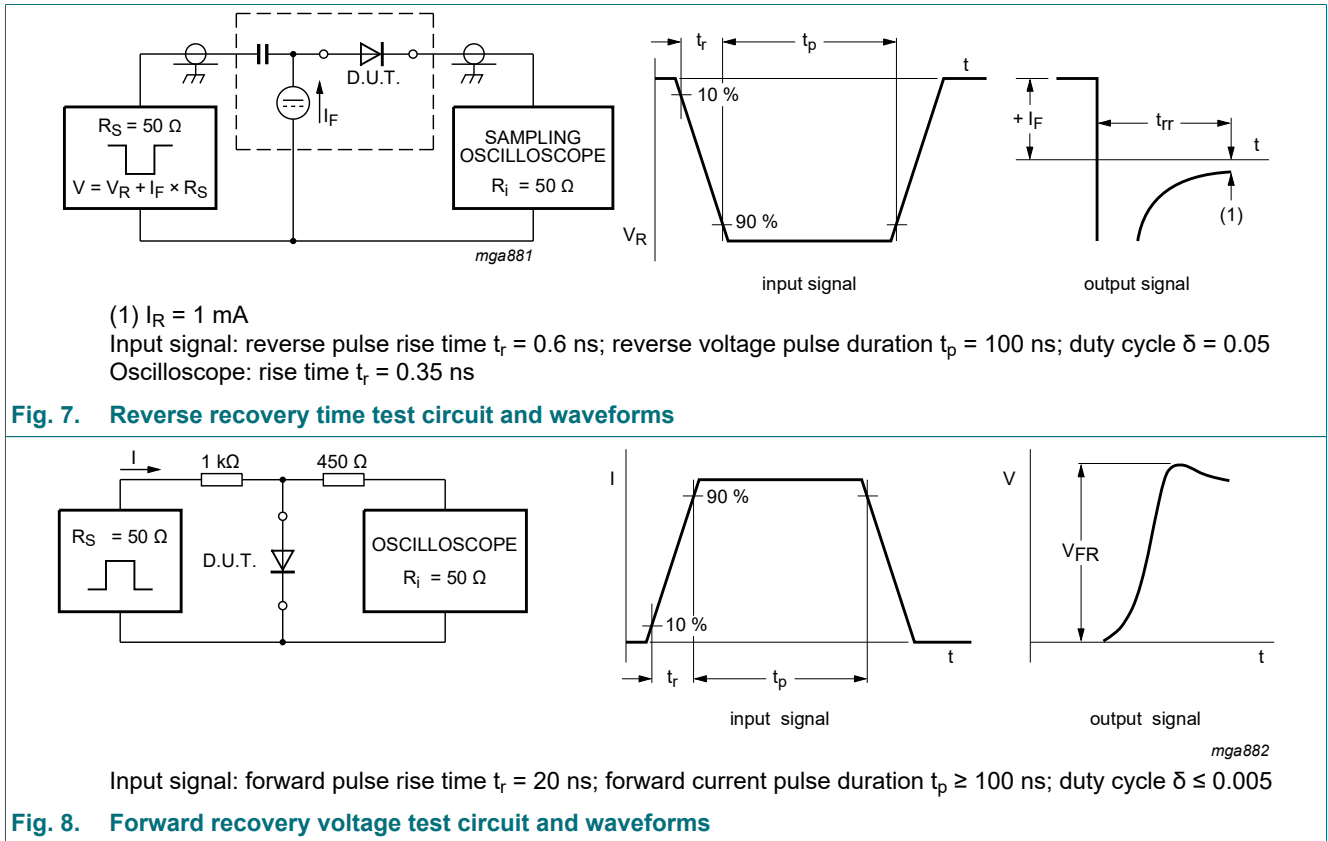 D.U.T.
I_F
R_S = 50 Ω
V = V_R + I_F × R_S
SAMPLING
OSCILLOSCOPE
R_i = 50 Ω
mga881
t_r
t_p
t
10 %
90 %
V_R
input signal
+ I_F
t_rr
t
(1)
output signal
(1) I_R = 1 mA
Input signal: reverse pulse rise time t_r = 0.6 ns; reverse voltage pulse duration t_p = 100 ns; duty cycle δ = 0.05
Oscilloscope: rise time t_r = 0.35 ns
Fig. 7. Reverse recovery time test circuit and waveforms
I
1 kΩ
450 Ω
R_S = 50 Ω
D.U.T.
OSCILLOSCOPE
R_i = 50 Ω
I
90 %
10 %
t
t_r
t_p
input signal
V
V_FR
t
output signal
mga882
Input signal: forward pulse rise time t_r = 20 ns; forward current pulse duration t_p ≥ 100 ns; duty cycle δ ≤ 0.005
Fig. 8. Forward recovery voltage test circuit and waveforms